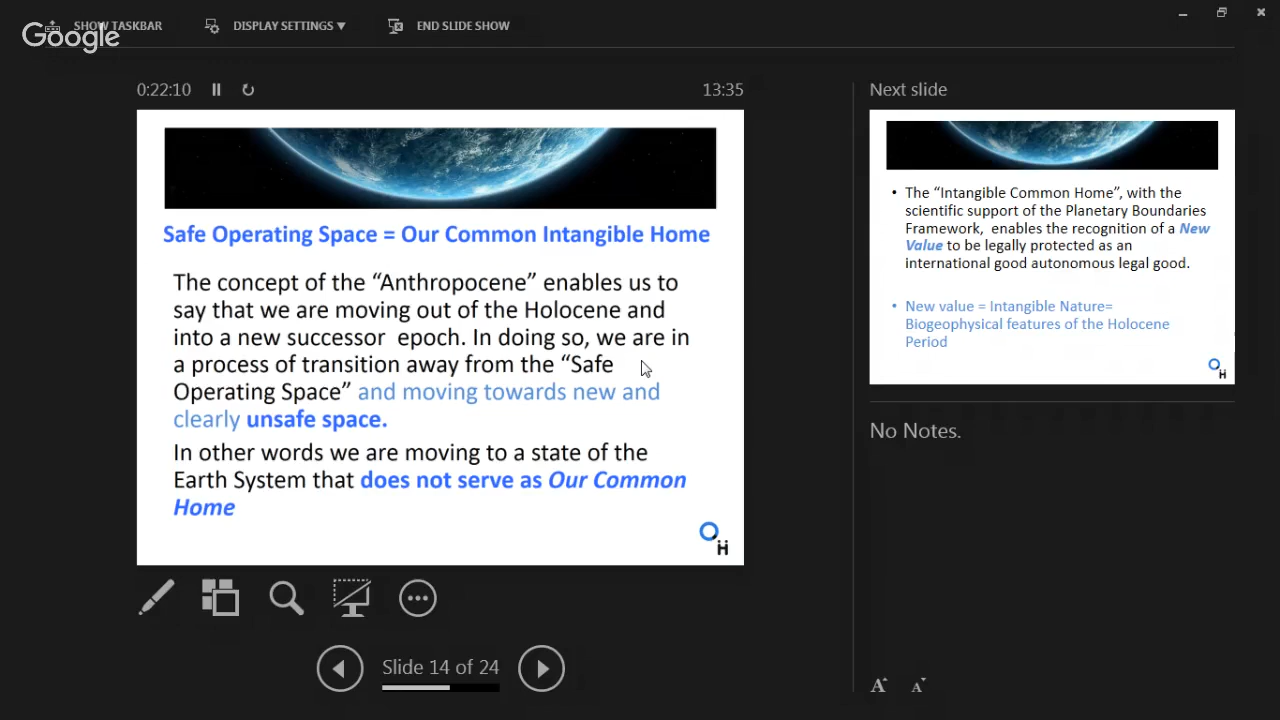 SHOW TASKBAR
DISPLAY SETTINGS ▼
END SLIDE SHOW
Google
0:22:10
13:35
Safe Operating Space = Our Common Intangible Home
The concept of the “Anthropocene” enables us to
say that we are moving out of the Holocene and
into a new successor epoch. In doing so, we are in
a process of transition away from the “Safe
Operating Space” and moving towards new and
clearly unsafe space.
In other words we are moving to a state of the
Earth System that does not serve as Our Common
Home
OH
Slide 14 of 24
Next slide
• The “Intangible Common Home”, with the
scientific support of the Planetary Boundaries
Framework, enables the recognition of a New
Value to be legally protected as an
international good autonomous legal good.
• New value = Intangible Nature=
Biogeophysical features of the Holocene
Period
OH
No Notes.
A A